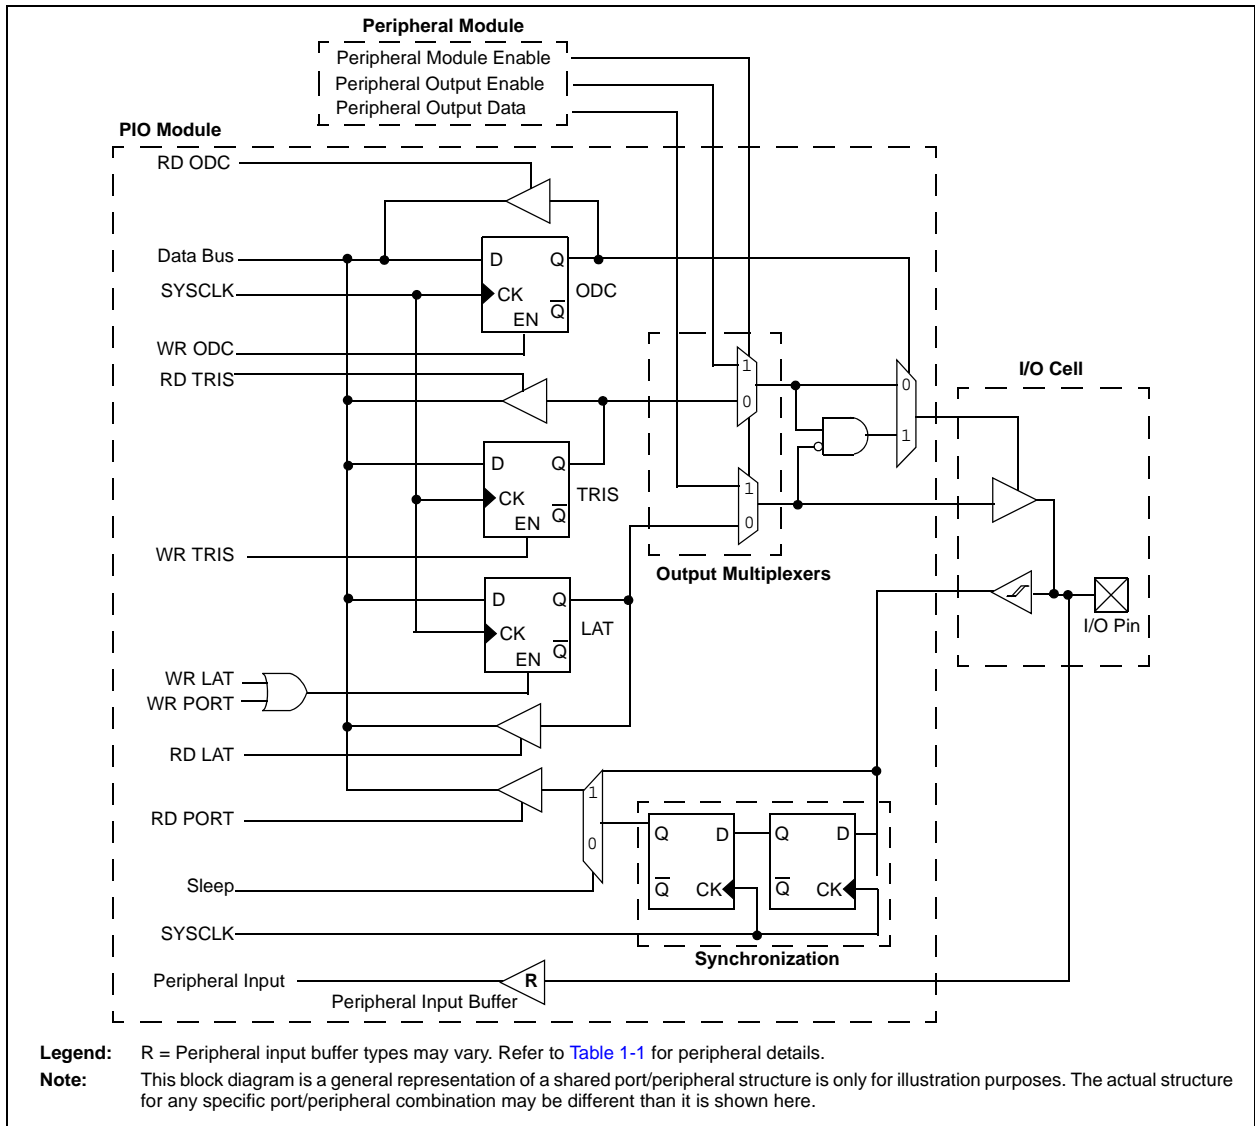 Peripheral Module
Peripheral Module Enable
Peripheral Output Enable
Peripheral Output Data
PIO Module
RD ODC
Data Bus
D Q
SYSCLK
CK
ODC
Q
EN
WR ODC
RD TRIS
1
0
0
1
I/O Cell
D Q
CK
TRIS
Q
EN
WR TRIS
1
0
Output Multiplexers
D Q
CK
LAT
Q
EN
I/O Pin
WR LAT
WR PORT
RD LAT
RD PORT
1
0
Q D
Q CK
Q D
Q CK
Sleep
SYSCLK
Synchronization
Peripheral Input
R
Peripheral Input Buffer
Legend: R = Peripheral input buffer types may vary. Refer to Table 1-1 for peripheral details.
Note: This block diagram is a general representation of a shared port/peripheral structure is only for illustration purposes. The actual structure
for any specific port/peripheral combination may be different than it is shown here.